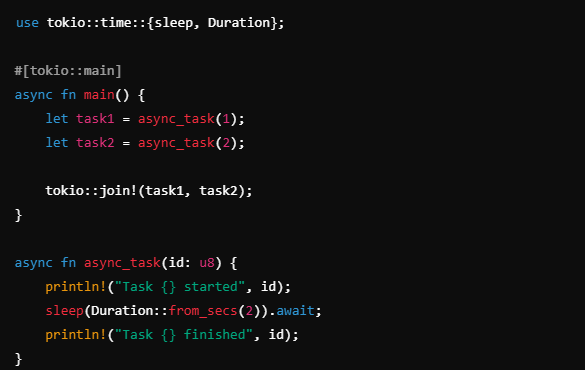 use tokio::time::{sleep, Duration};
#[tokio::main]
async fn main() {
let task1 = async_task(1);
let task2 = async_task(2);
tokio::join!(task1, task2);
}
async fn async_task(id: u8) {
println!("Task {} started", id);
sleep(Duration::from_secs(2)).await;
println!("Task {} finished", id);
}